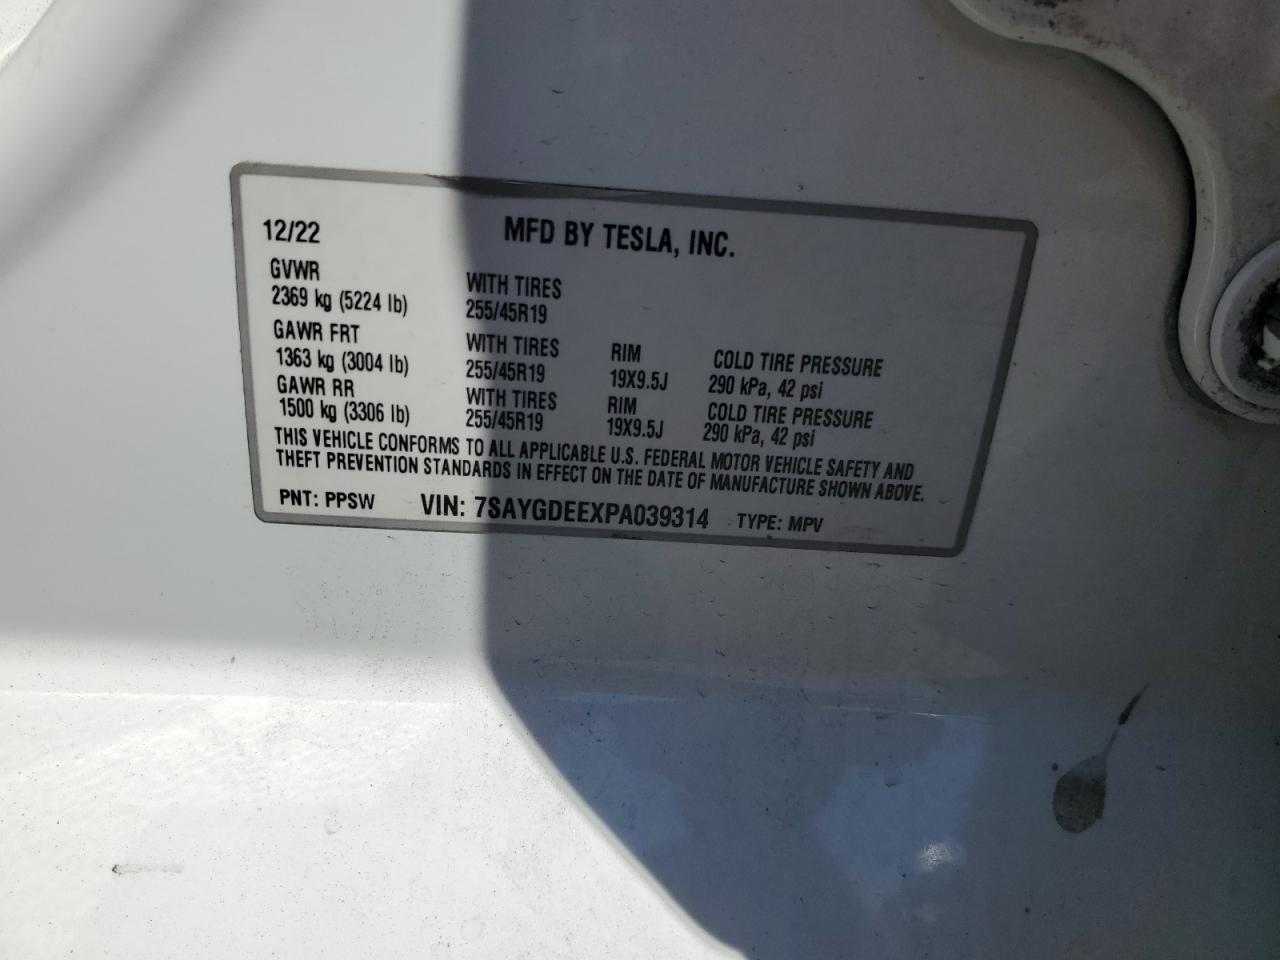 12/22 MFD BY TESLA, INC.
GVWR WITH TIRES
2369 kg (5224 lb) 255/45R19
GAWR FRT WITH TIRES RIM COLD TIRE PRESSURE
1363 kg (3004 lb) 255/45R19 19X9.5J 290 kPa, 42 psi
GAWR RR WITH TIRES RIM COLD TIRE PRESSURE
1500 kg (3306 lb) 255/45R19 19X9.5J 290 kPa, 42 psi
THIS VEHICLE CONFORMS TO ALL APPLICABLE U.S. FEDERAL MOTOR VEHICLE SAFETY AND
THEFT PREVENTION STANDARDS IN EFFECT ON THE DATE OF MANUFACTURE SHOWN ABOVE.
PNT: PPSW VIN: 7SAYGDEEXPA039314 TYPE: MPV